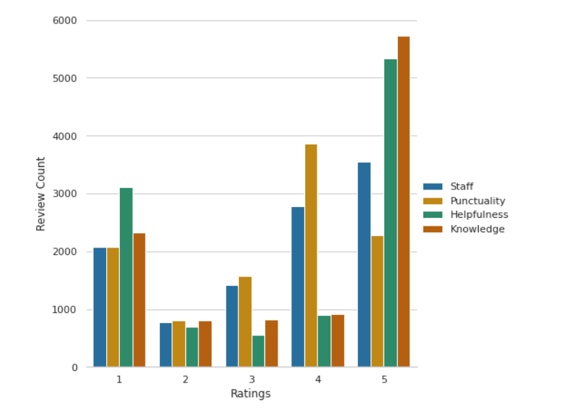 6000
5000
4000
3000
2000
1000
0
Review Count
1 2 3 4 5
Ratings
Staff
Punctuality
Helpfulness
Knowledge